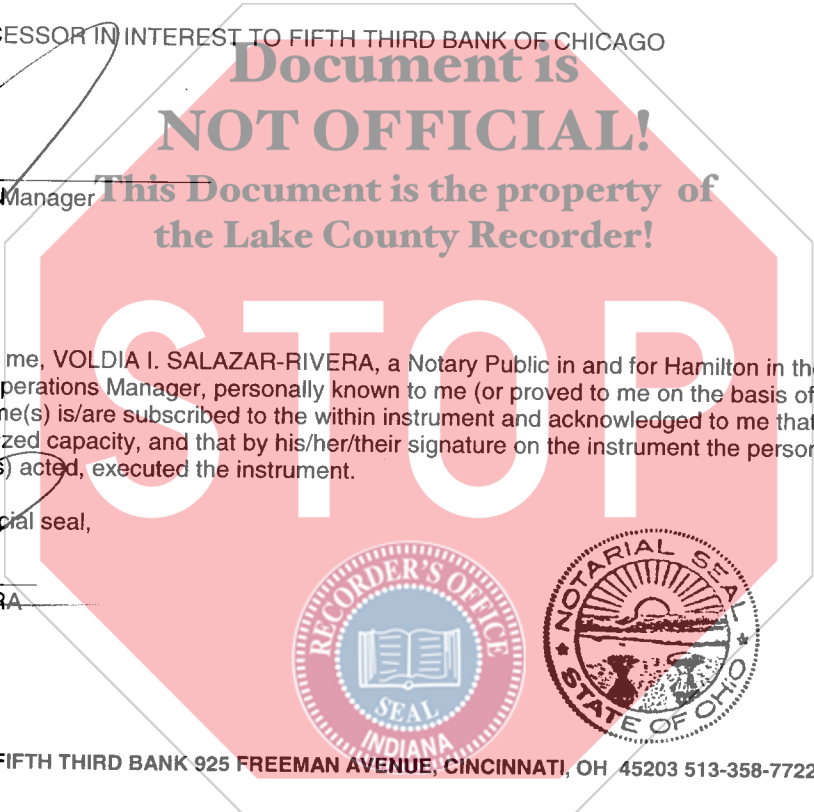 CESSOR IN INTEREST TO FIFTH THIRD BANK OF CHICAGO
Document is
NOT OFFICIAL!
Manager
This Document is the property of
the Lake County Recorder!
STOP
me, VOLDIA I. SALAZAR-RIVERA, a Notary Public in and for Hamilton in the
perations Manager, personally known to me (or proved to me on the basis of
me(s) is/are subscribed to the within instrument and acknowledged to me that
zed capacity, and that by his/her/their signature on the instrument the person
s) acted, executed the instrument.
cial seal,
RA
RECORDER'S OFFICE
SEAL
INDIANA
NOTARIAL SEAL
STATE OF OHIO
FIFTH THIRD BANK 925 FREEMAN AVENUE, CINCINNATI, OH 45203 513-358-7722